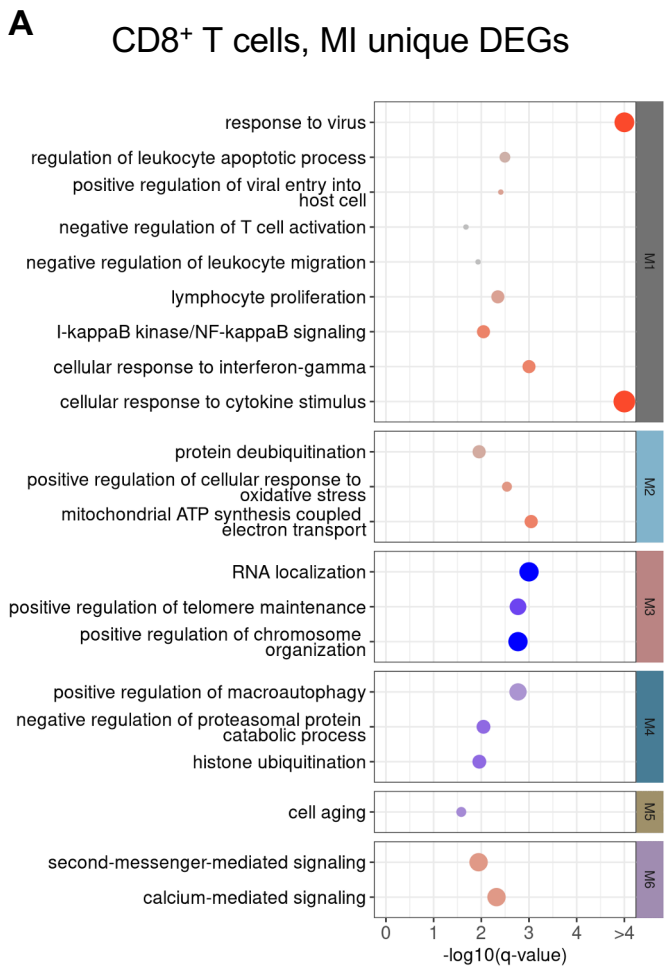 A
CD8⁺ T cells, MI unique DEGs
response to virus
regulation of leukocyte apoptotic process
positive regulation of viral entry into
host cell
negative regulation of T cell activation
negative regulation of leukocyte migration
lymphocyte proliferation
I-kappaB kinase/NF-kappaB signaling
cellular response to interferon-gamma
cellular response to cytokine stimulus
M1
protein deubiquitination
positive regulation of cellular response to
oxidative stress
mitochondrial ATP synthesis coupled
electron transport
M2
RNA localization
positive regulation of telomere maintenance
positive regulation of chromosome
organization
M3
positive regulation of macroautophagy
negative regulation of proteasomal protein
catabolic process
histone ubiquitination
M4
cell aging
M5
second-messenger-mediated signaling
calcium-mediated signaling
M6
0 1 2 3 4 >4
-log10(q-value)